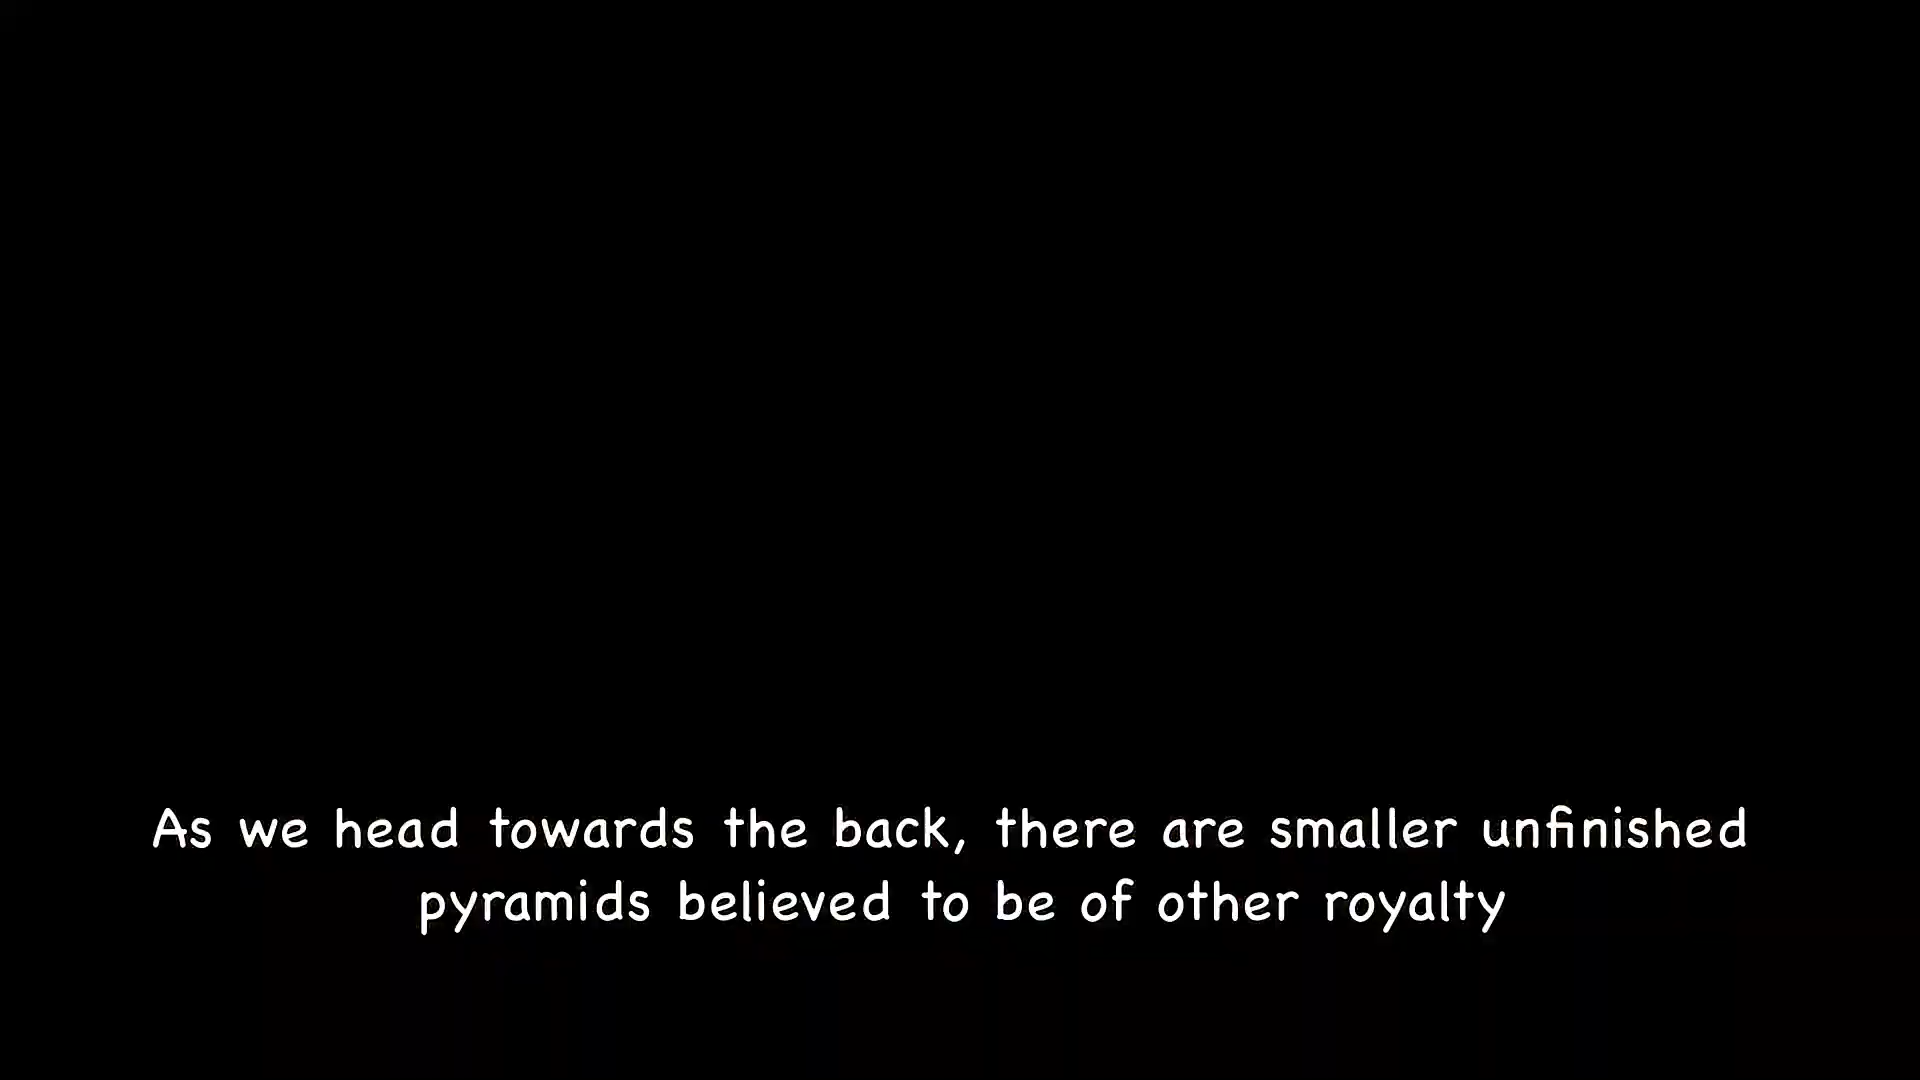 As we head towards the back, there are smaller unfinished
pyramids believed to be of other royalty